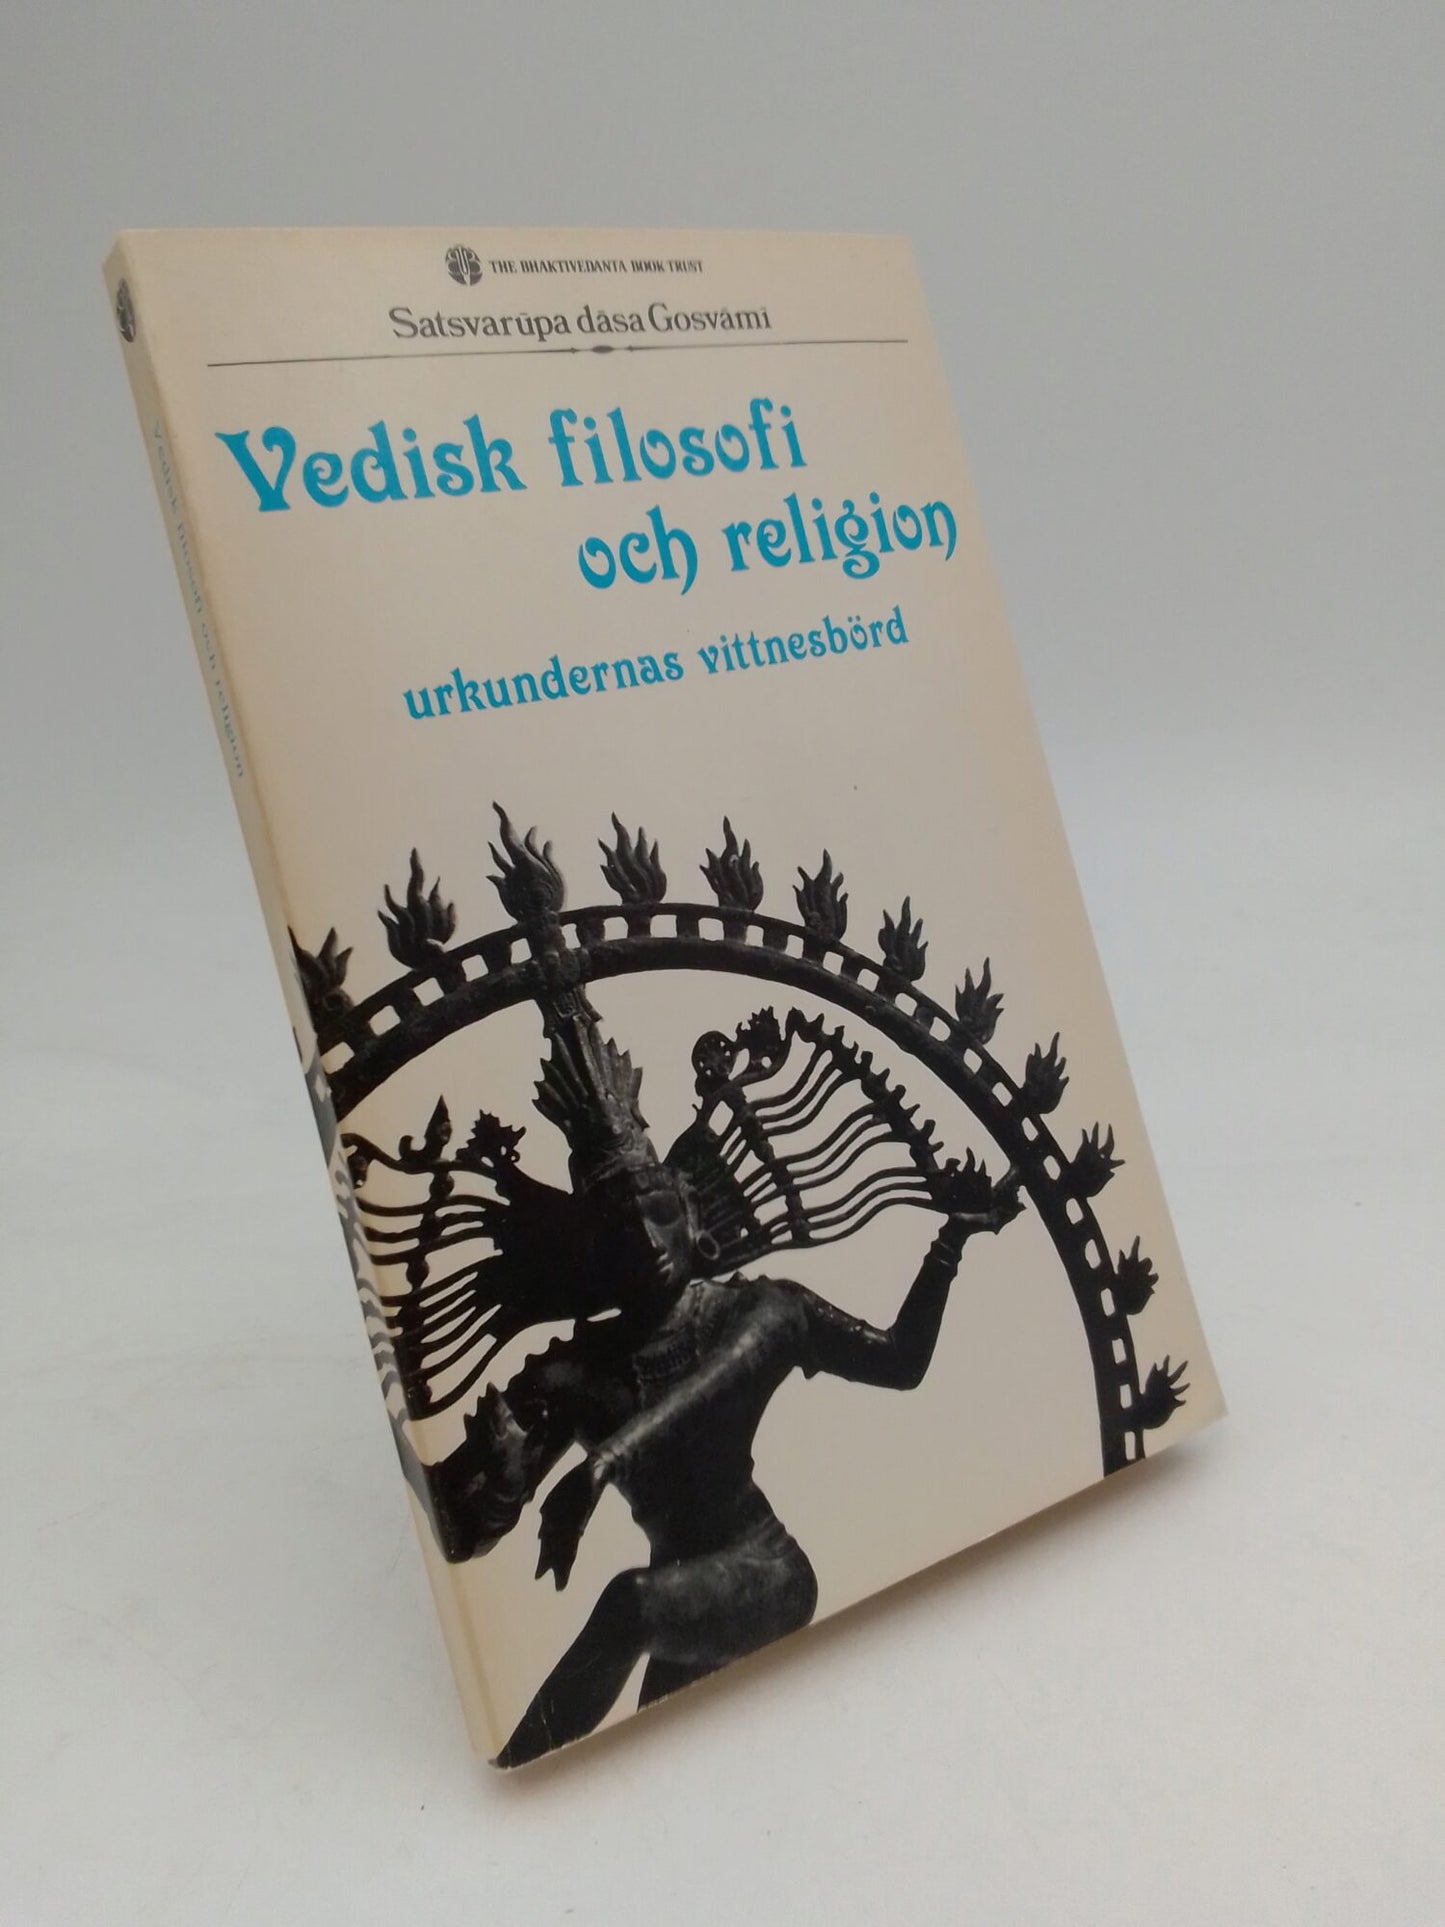 THE BHAKTIVEDANTA BOOK TRUST
Satsvarūpa dāsa Gosvāmī
Vedisk filosofi
och religion
urkundernas vittnesbörd
Vedisk filosofi och religion